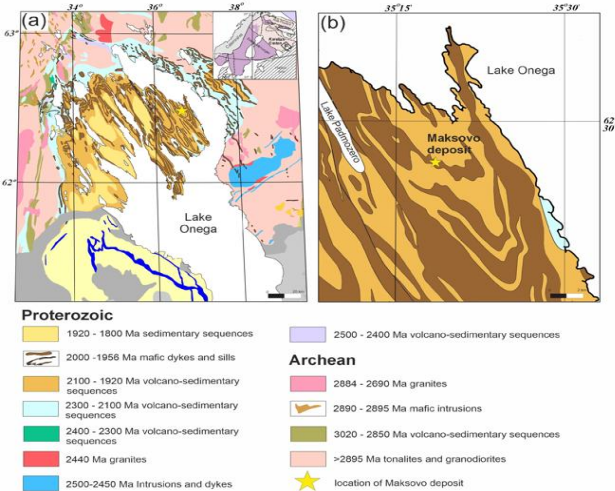 (a)
34°
36°
38°
63°
62°
Lake
Onega
(b)
35°15
35°30
Lake Onega
62
30
Lake Padmozero
Maksovo
deposit
Proterozoic
1920 - 1800 Ma sedimentary sequences
2000 -1956 Ma mafic dykes and sills
2100 - 1920 Ma volcano-sedimentary
sequences
2300 - 2100 Ma volcano-sedimentary
sequences
2400 - 2300 Ma volcano-sedimentary
sequences
2440 Ma granites
2500-2450 Ma Intrusions and dykes
2500 - 2400 Ma volcano-sedimentary sequences
Archean
2884 - 2690 Ma granites
2890 - 2895 Ma mafic intrusions
3020 - 2850 Ma volcano-sedimentary sequences
>2895 Ma tonalites and granodiorites
location of Maksovo deposit